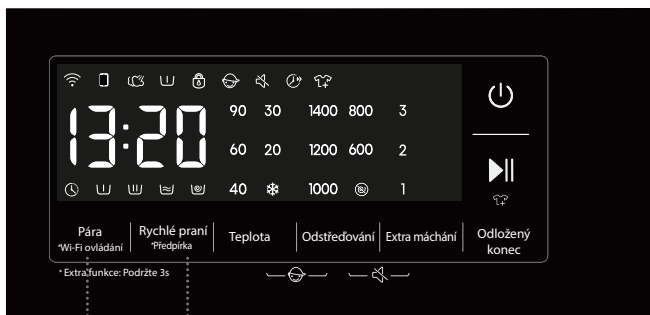 13:20
90 30 1400 800 3
60 20 1200 600 2
40 1000 1
Pára Rychlé praní Teplota Odstřeďování Extra máchání Odložený konec
*Wi-Fi ovládání *Předpírka
*Extra funkce: Podržte 3s